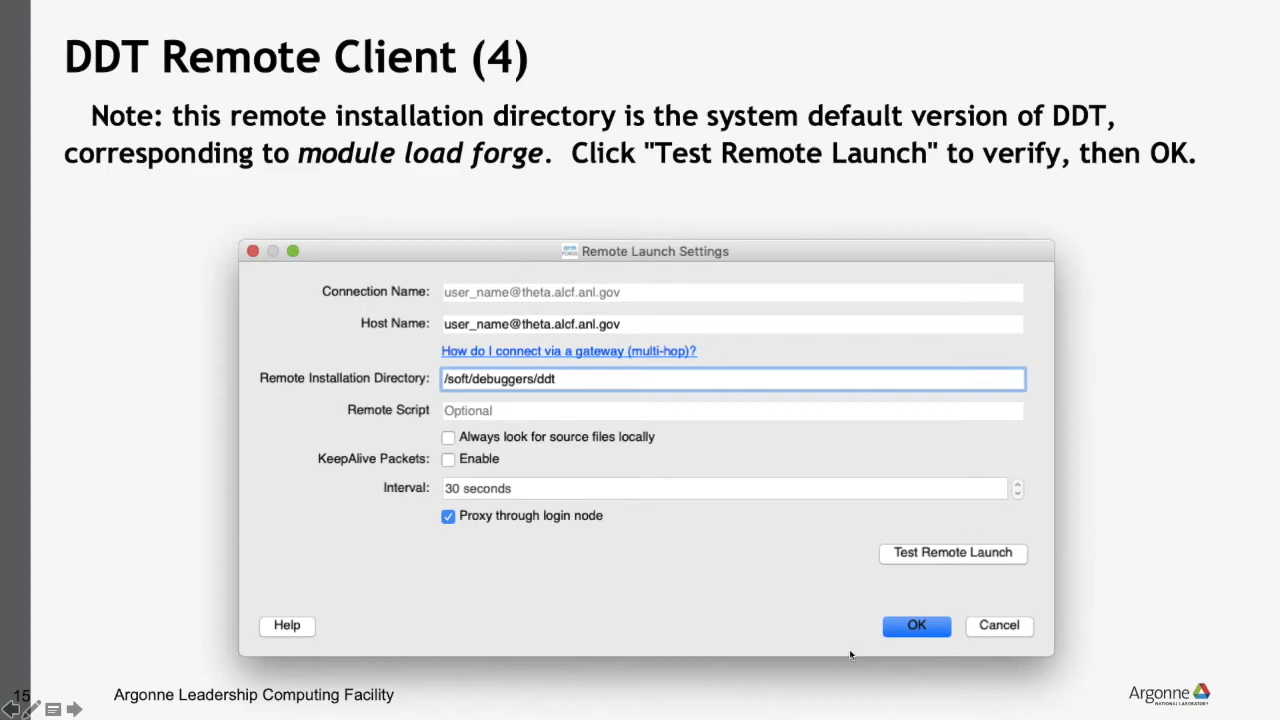 DDT Remote Client (4)
Note: this remote installation directory is the system default version of DDT,
corresponding to module load forge. Click "Test Remote Launch" to verify, then OK.
arm
FORGE
Remote Launch Settings
Connection Name: user_name@theta.alcf.anl.gov
Host Name: user_name@theta.alcf.anl.gov
How do I connect via a gateway (multi-hop)?
Remote Installation Directory: /soft/debuggers/ddt
Remote Script Optional
Always look for source files locally
KeepAlive Packets: Enable
Interval: 30 seconds
Proxy through login node
Test Remote Launch
Help OK Cancel
15 Argonne Leadership Computing Facility
Argonne
NATIONAL LABORATORY